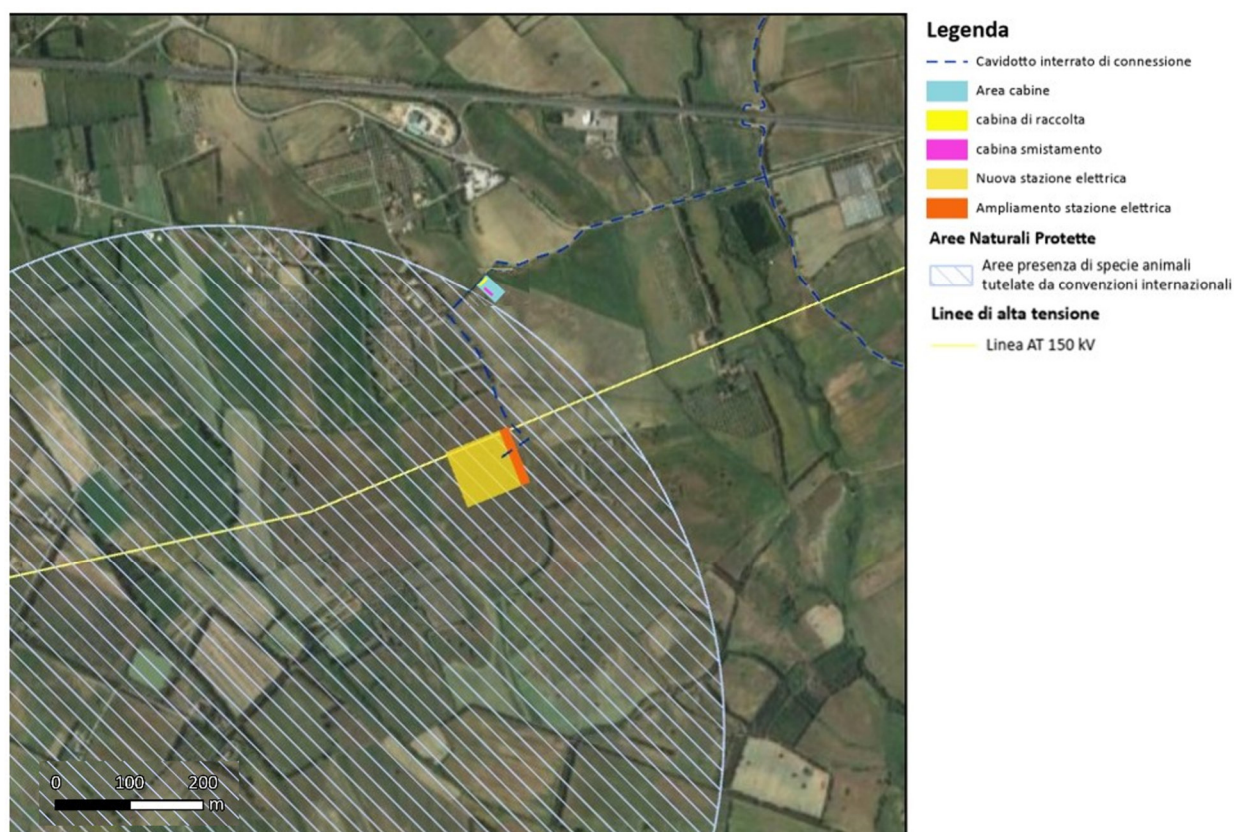 Legenda
Cavidotto interrato di connessione
Area cabine
cabina di raccolta
cabina smistamento
Nuova stazione elettrica
Ampliamento stazione elettrica
Aree Naturali Protette
Aree presenza di specie animali
tutelate da convenzioni internazionali
Linee di alta tensione
Linea AT 150 kV
0 100 200
m